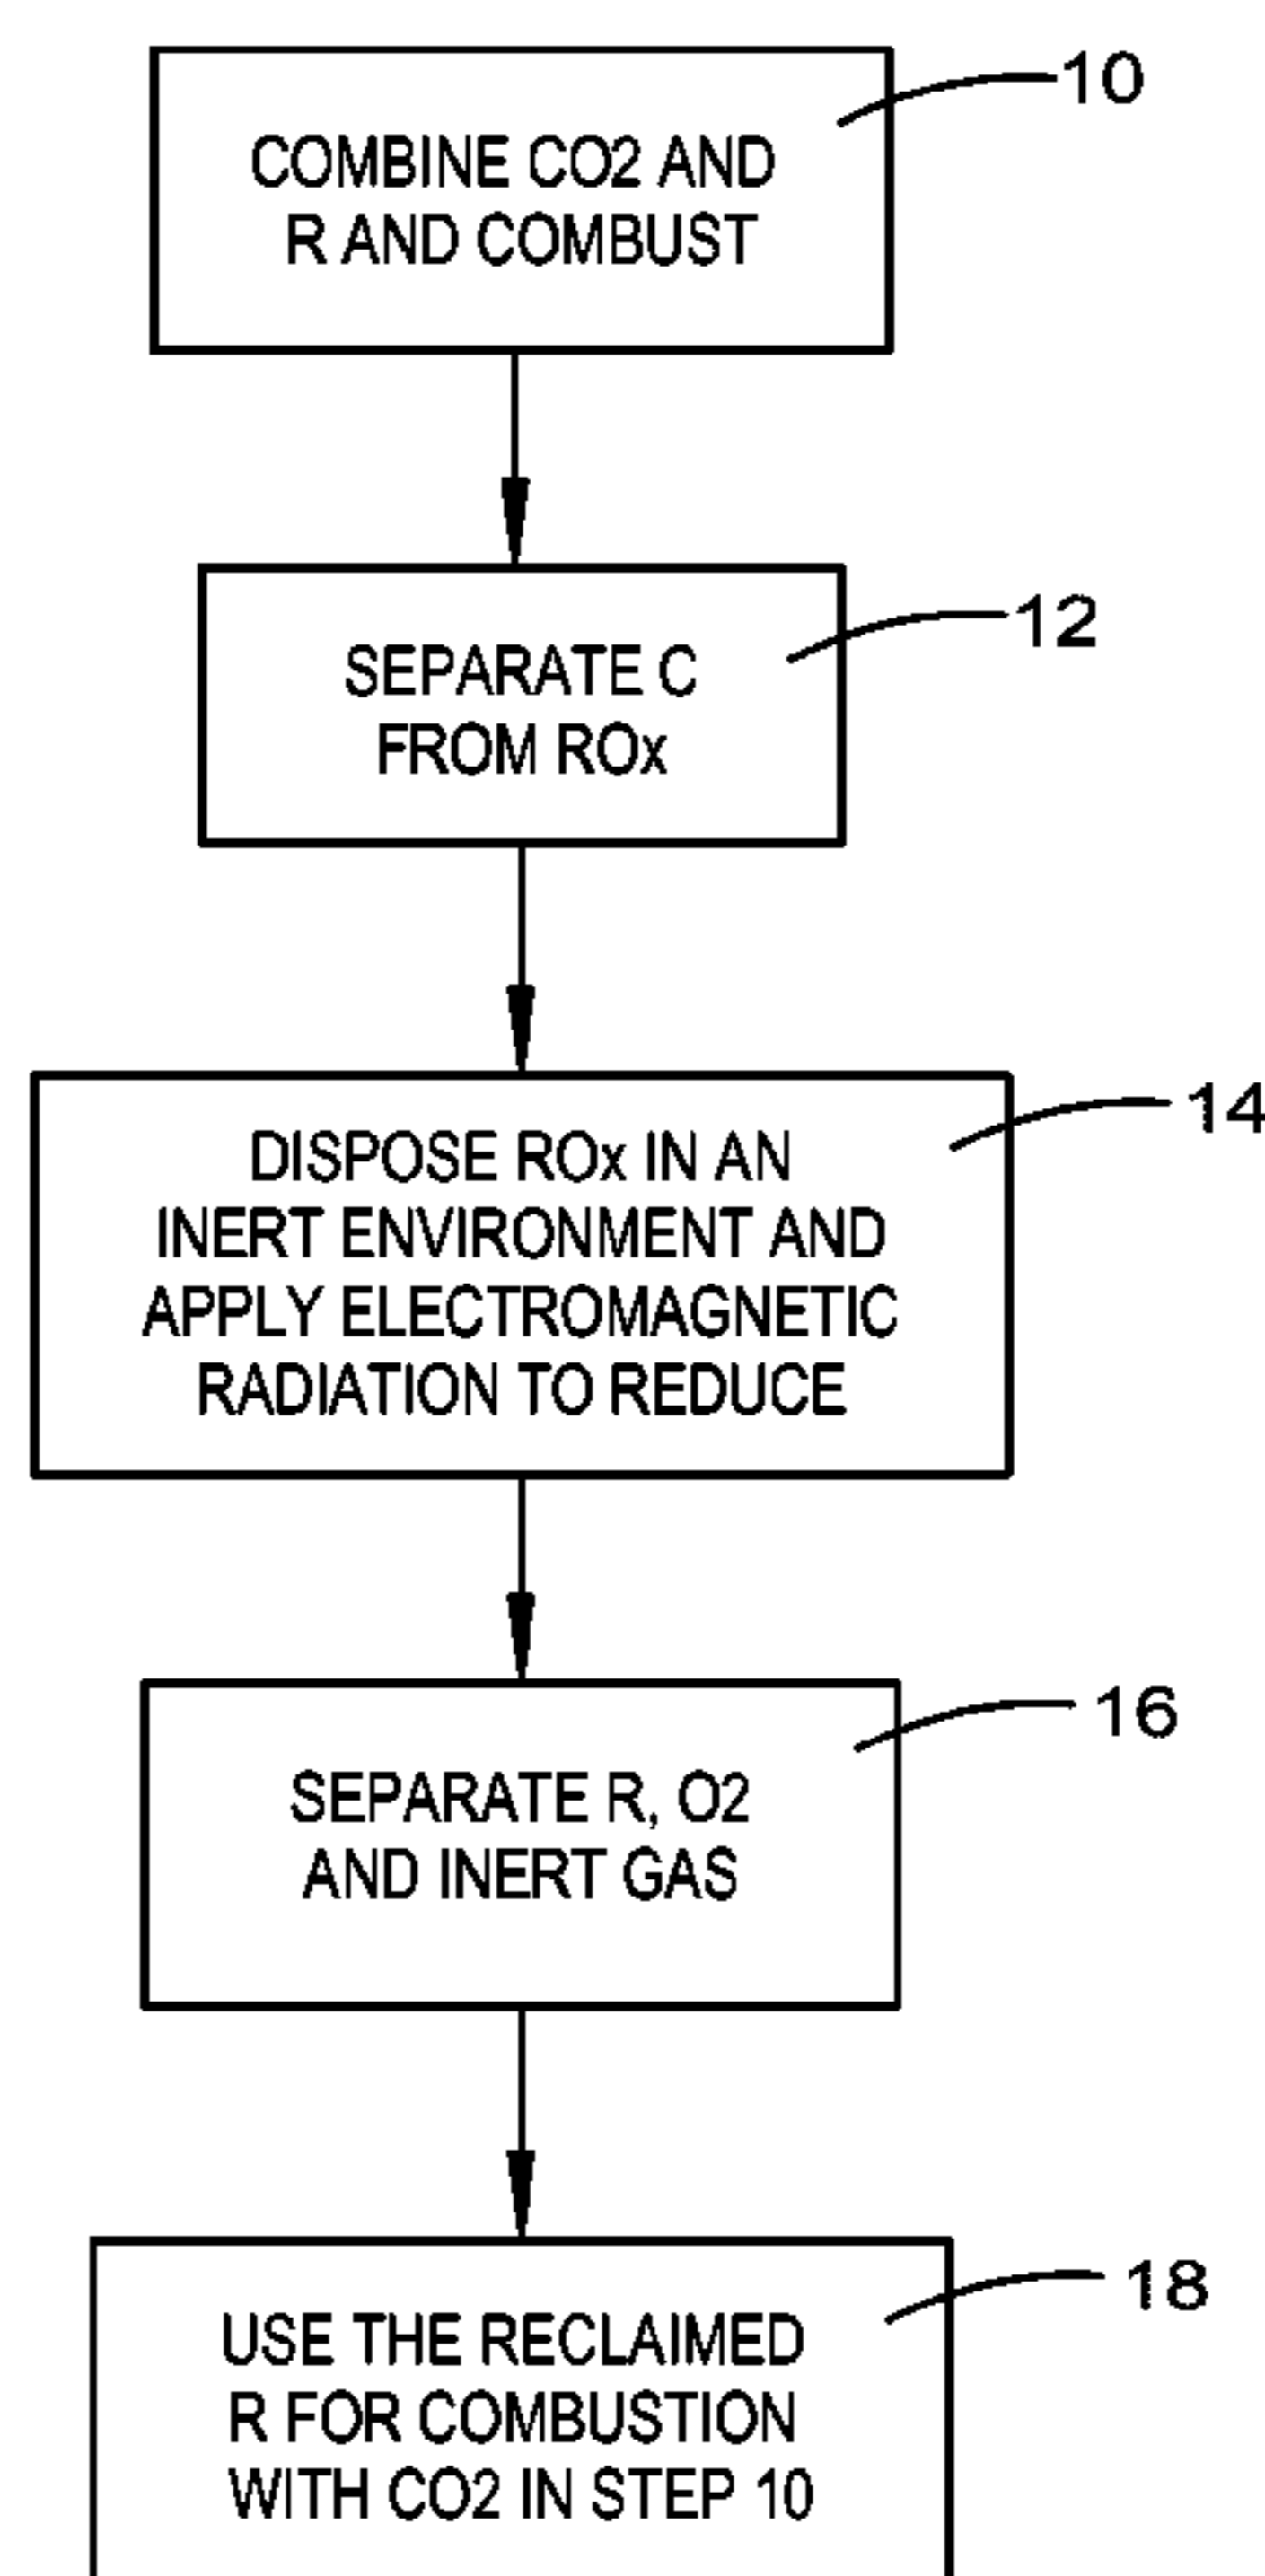 10
COMBINE CO2 AND
R AND COMBUST
12
SEPARATE C
FROM ROx
14
DISPOSE ROx IN AN
INERT ENVIRONMENT AND
APPLY ELECTROMAGNETIC
RADIATION TO REDUCE
16
SEPARATE R, O2
AND INERT GAS
18
USE THE RECLAIMED
R FOR COMBUSTION
WITH CO2 IN STEP 10